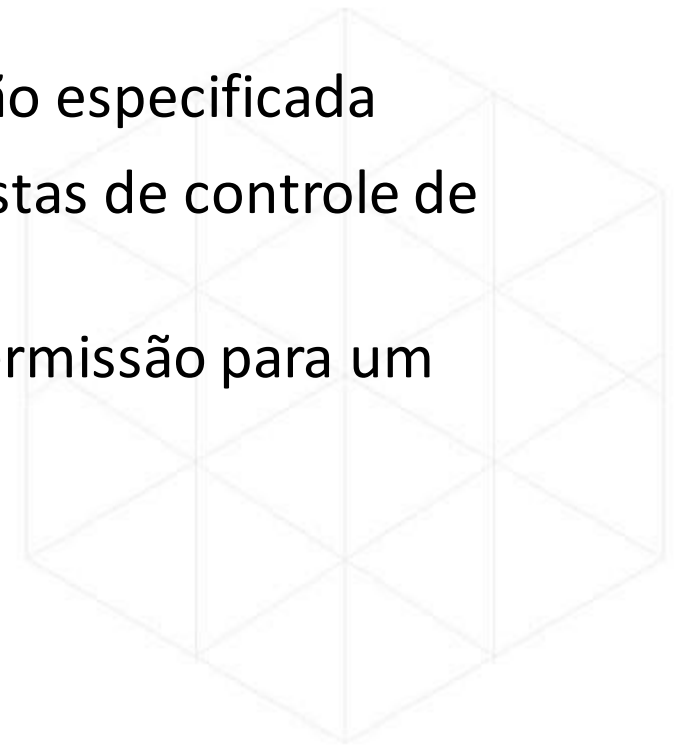 ão especificada
stas de controle de
rmissão para um